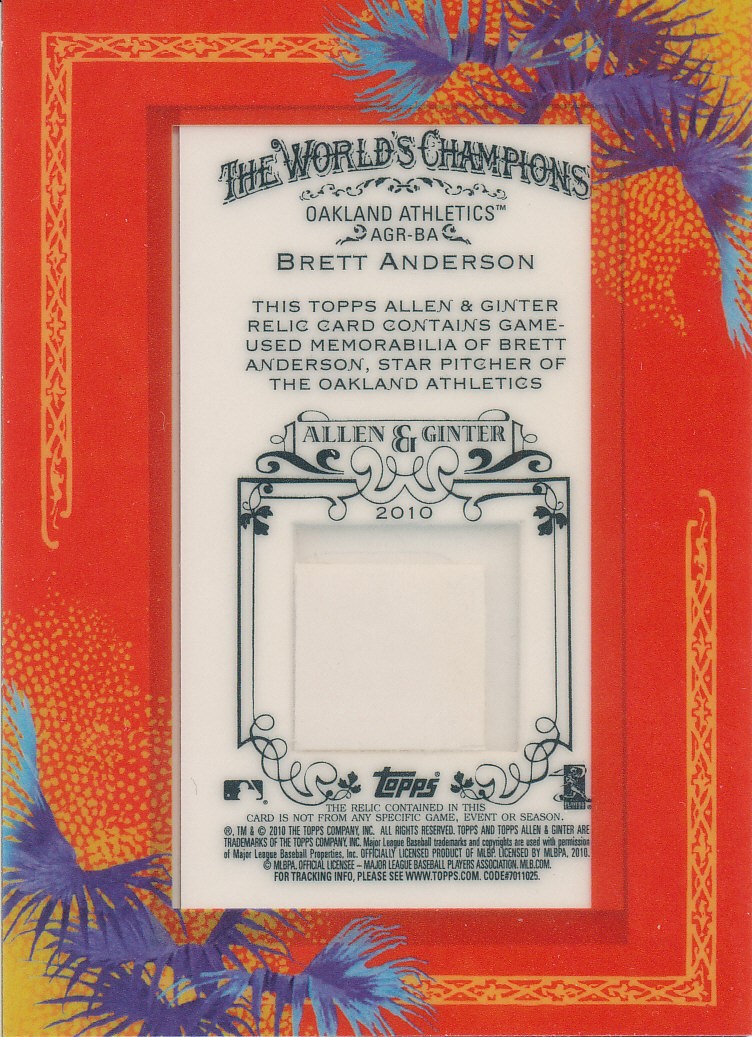 THE WORLD'S CHAMPIONS
OAKLAND ATHLETICS™
AGR-BA
BRETT ANDERSON
THIS TOPPS ALLEN & GINTER
RELIC CARD CONTAINS GAME-
USED MEMORABILIA OF BRETT
ANDERSON, STAR PITCHER OF
THE OAKLAND ATHLETICS
ALLEN & GINTER
2010
topps®
THE RELIC CONTAINED IN THIS
CARD IS NOT FROM ANY SPECIFIC GAME, EVENT OR SEASON.
®, TM & © 2010 THE TOPPS COMPANY, INC. ALL RIGHTS RESERVED. TOPPS AND TOPPS ALLEN & GINTER ARE
TRADEMARKS OF THE TOPPS COMPANY, INC. Major League Baseball trademarks and copyrights are used with permission
of Major League Baseball Properties, Inc. OFFICIALLY LICENSED PRODUCT OF MLBP. LICENSED BY MLBPA, 2010.
© MLBPA, OFFICIAL LICENSEE – MAJOR LEAGUE BASEBALL PLAYERS ASSOCIATION. MLB.COM.
FOR TRACKING INFO, PLEASE SEE WWW.TOPPS.COM. CODE#7011025.